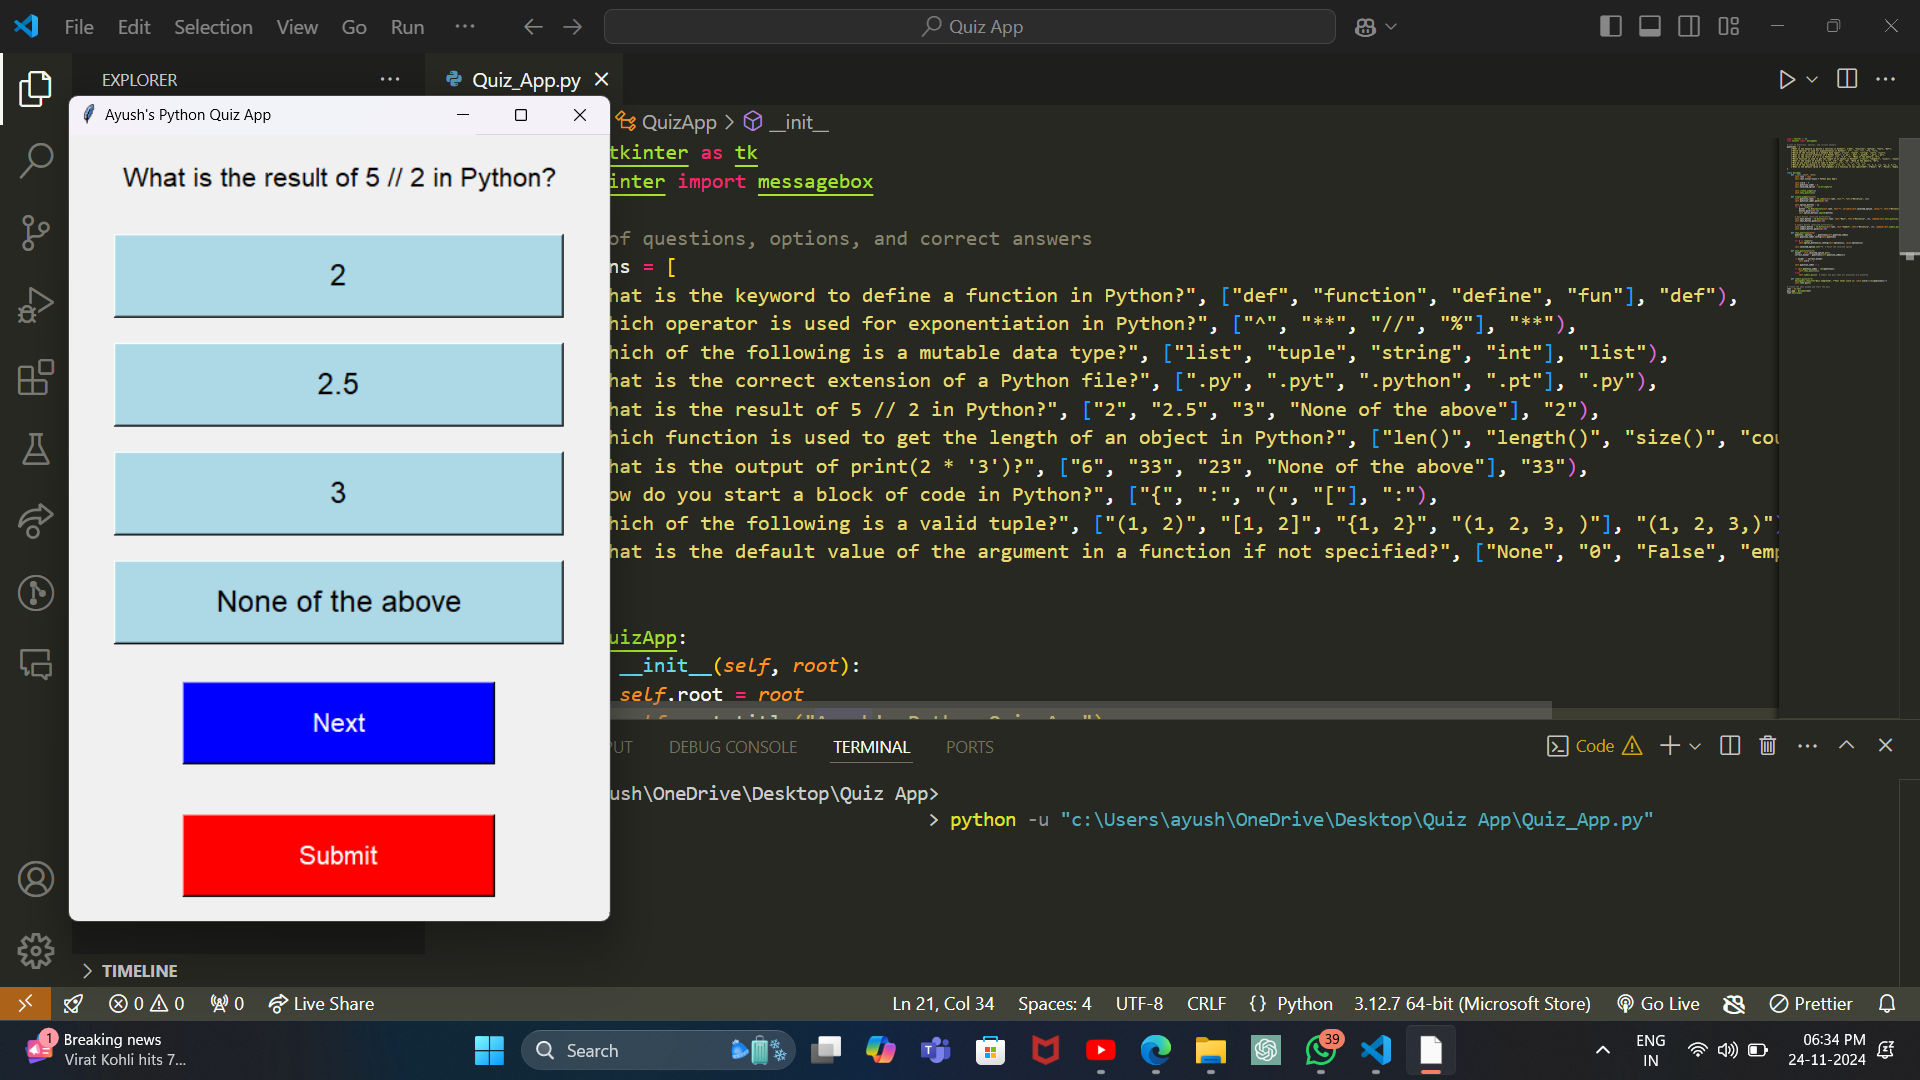 File Edit Selection View Go Run ··· Quiz App
EXPLORER ··· Quiz_App.py
Ayush's Python Quiz App
What is the result of 5 // 2 in Python?
2
2.5
3
None of the above
Next
Submit
QuizApp > __init__
tkinter as tk
inter import messagebox
of questions, options, and correct answers
ns = [
hat is the keyword to define a function in Python?", ["def", "function", "define", "fun"], "def"),
hich operator is used for exponentiation in Python?", ["^", "**", "//", "%"], "**"),
hich of the following is a mutable data type?", ["list", "tuple", "string", "int"], "list"),
hat is the correct extension of a Python file?", [".py", ".pyt", ".python", ".pt"], ".py"),
hat is the result of 5 // 2 in Python?", ["2", "2.5", "3", "None of the above"], "2"),
hich function is used to get the length of an object in Python?", ["len()", "length()", "size()", "cou
hat is the output of print(2 * '3')?", ["6", "33", "23", "None of the above"], "33"),
ow do you start a block of code in Python?", ["{", ":", "(", "["], ":"),
hich of the following is a valid tuple?", ["(1, 2)", "[1, 2]", "{1, 2}", "(1, 2, 3, )"], "(1, 2, 3,)")
hat is the default value of the argument in a function if not specified?", ["None", "0", "False", "emp
uizApp:
__init__(self, root):
self.root = root
PUT DEBUG CONSOLE TERMINAL PORTS Code
ush\OneDrive\Desktop\Quiz App>
> python -u "c:\Users\ayush\OneDrive\Desktop\Quiz App\Quiz_App.py"
TIMELINE
0 0 0 Live Share Ln 21, Col 34 Spaces: 4 UTF-8 CRLF {} Python 3.12.7 64-bit (Microsoft Store) Go Live Prettier
1 Breaking news
Virat Kohli hits 7...
Search
39
ENG
IN
06:34 PM
24-11-2024